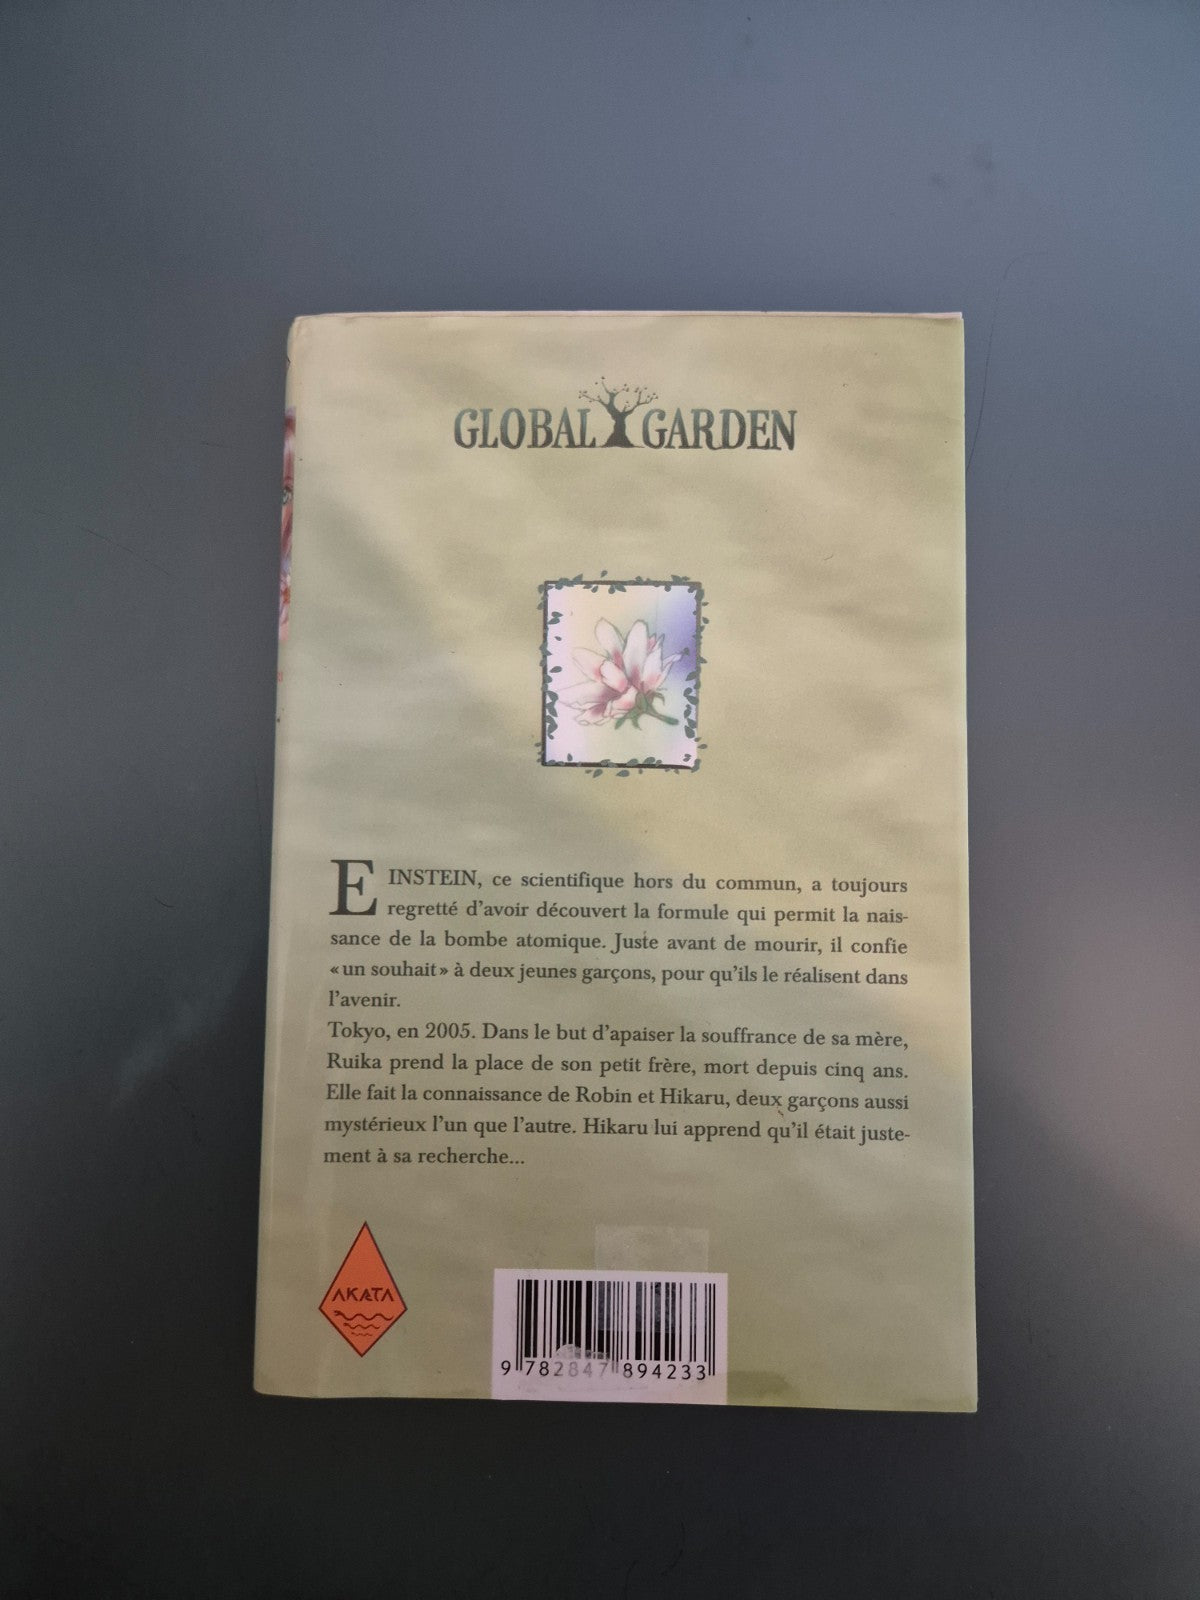 GLOBAL GARDEN
EINSTEIN, ce scientifique hors du commun, a toujours
regretté d'avoir découvert la formule qui permit la nais-
sance de la bombe atomique. Juste avant de mourir, il confie
«un souhait» à deux jeunes garçons, pour qu'ils le réalisent dans
l'avenir.
Tokyo, en 2005. Dans le but d'apaiser la souffrance de sa mère,
Ruika prend la place de son petit frère, mort depuis cinq ans.
Elle fait la connaissance de Robin et Hikaru, deux garçons aussi
mystérieux l'un que l'autre. Hikaru lui apprend qu'il était juste-
ment à sa recherche...
AKATA
9 782847 894233